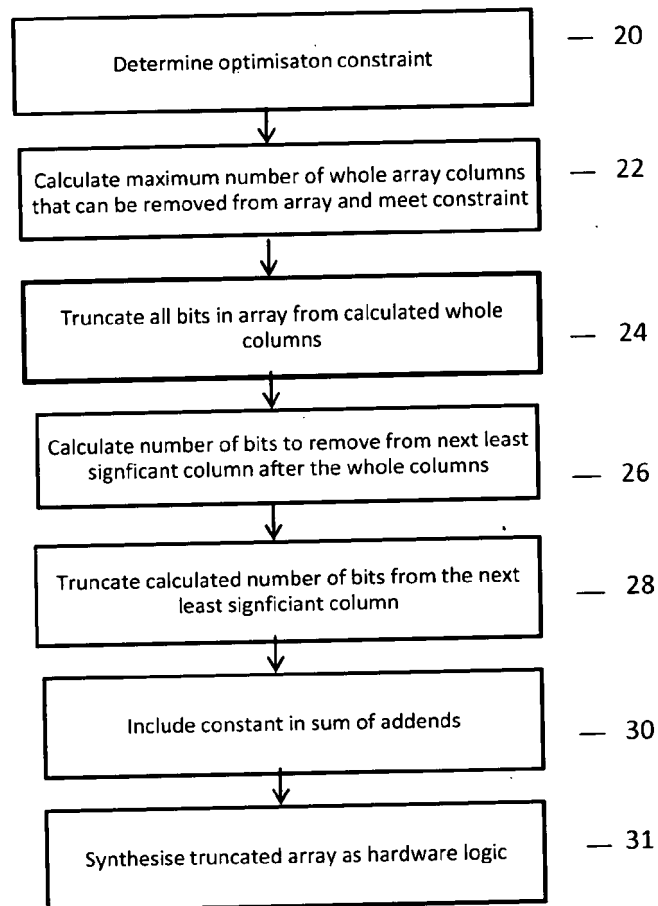 Determine optimisaton constraint
20
Calculate maximum number of whole array columns
that can be removed from array and meet constraint
22
Truncate all bits in array from calculated whole
columns
24
Calculate number of bits to remove from next least
signficant column after the whole columns
26
Truncate calculated number of bits from the next
least signficiant column
28
Include constant in sum of addends
30
Synthesise truncated array as hardware logic
31